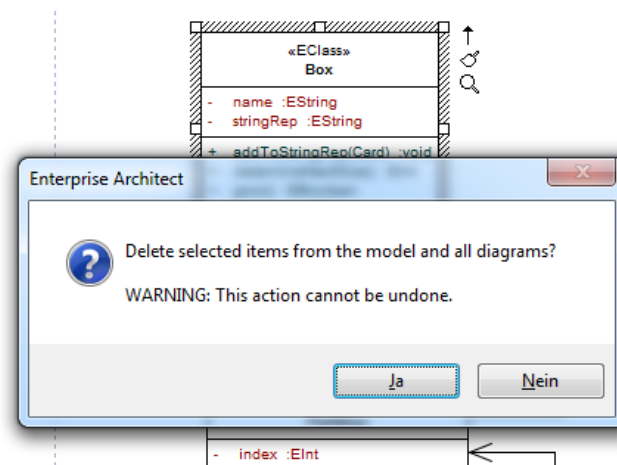 «EClass»
Box
- name :EString
- stringRep :EString
+ addToStringRep(Card) :void
Enterprise Architect
Delete selected items from the model and all diagrams?
WARNING: This action cannot be undone.
Ja
Nein
- index :EInt